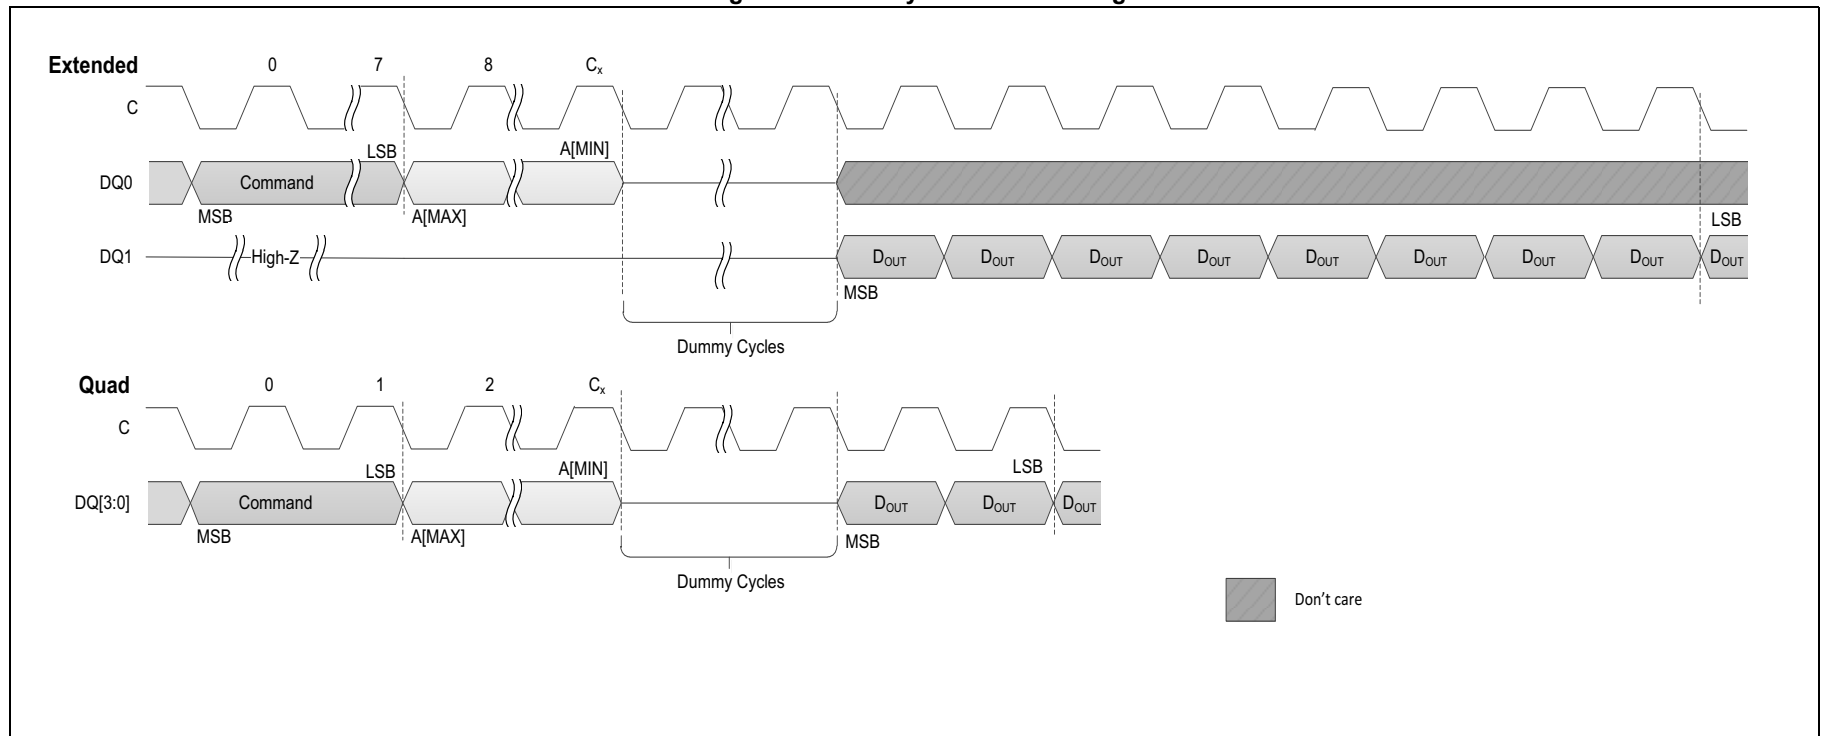 Extended 0 7 8 Cx
C
LSB A[MIN]
DQ0 Command
MSB A[MAX] LSB
DQ1 High-Z DOUT DOUT DOUT DOUT DOUT DOUT DOUT DOUT DOUT
MSB
Dummy Cycles
Quad 0 1 2 Cx
C
LSB A[MIN] LSB
DQ[3:0] Command DOUT DOUT DOUT
MSB A[MAX] MSB
Dummy Cycles
Don't care